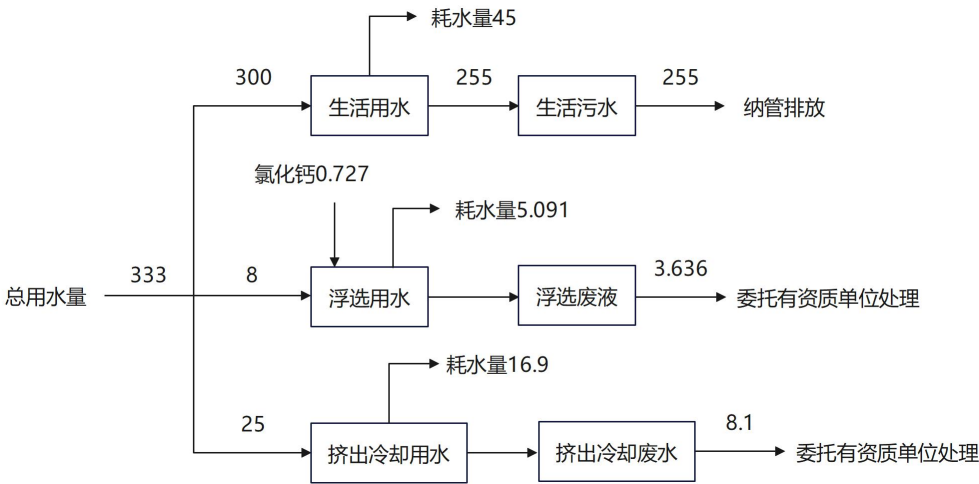 耗水量45
300
255
255
生活用水
生活污水
纳管排放
氯化钙0.727
耗水量5.091
总用水量
333
8
3.636
浮选用水
浮选废液
委托有资质单位处理
耗水量16.9
25
8.1
挤出冷却用水
挤出冷却废水
委托有资质单位处理